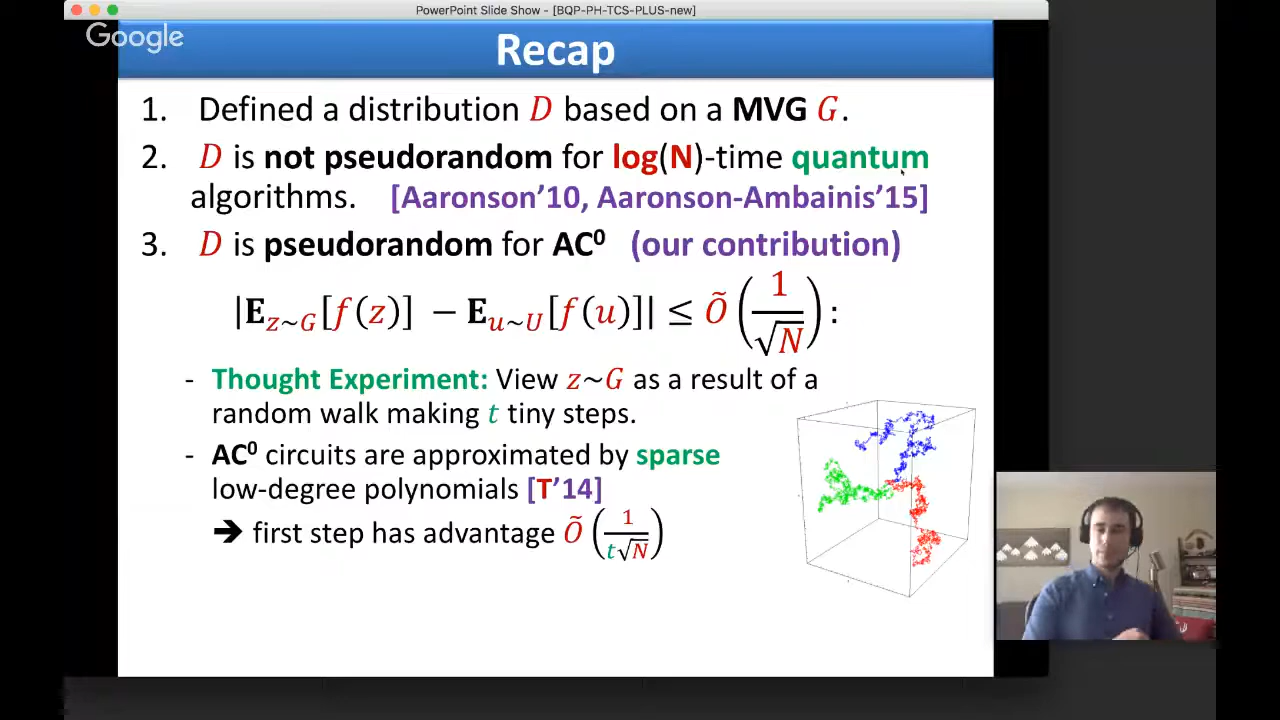 PowerPoint Slide Show - [BQP-PH-TCS-PLUS-new]
Google
Recap
1. Defined a distribution D based on a MVG G.
2. D is not pseudorandom for log(N)-time quantum
algorithms. [Aaronson’10, Aaronson-Ambainis’15]
3. D is pseudorandom for AC⁰ (our contribution)
|E_{z~G}[f(z)] − E_{u~U}[f(u)]| ≤ Õ(1/√N):
- Thought Experiment: View z~G as a result of a
random walk making t tiny steps.
- AC⁰ circuits are approximated by sparse
low-degree polynomials [T’14]
➔ first step has advantage Õ(1/(t√N))